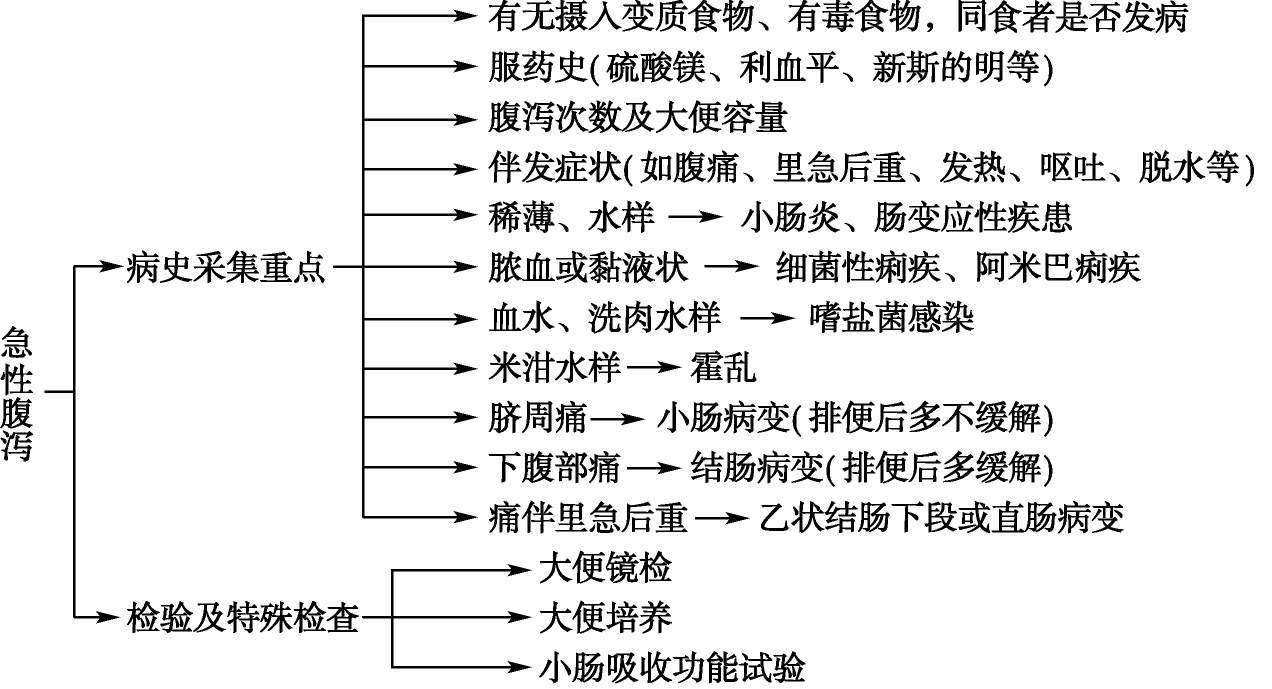 急性腹泻
病史采集重点
有无摄入变质食物、有毒食物，同食者是否发病
服药史(硫酸镁、利血平、新斯的明等)
腹泻次数及大便容量
伴发症状(如腹痛、里急后重、发热、呕吐、脱水等)
稀薄、水样 → 小肠炎、肠变应性疾患
脓血或黏液状 → 细菌性痢疾、阿米巴痢疾
血水、洗肉水样 → 嗜盐菌感染
米泔水样 → 霍乱
脐周痛 → 小肠病变(排便后多不缓解)
下腹部痛 → 结肠病变(排便后多缓解)
痛伴里急后重 → 乙状结肠下段或直肠病变
检验及特殊检查
大便镜检
大便培养
小肠吸收功能试验